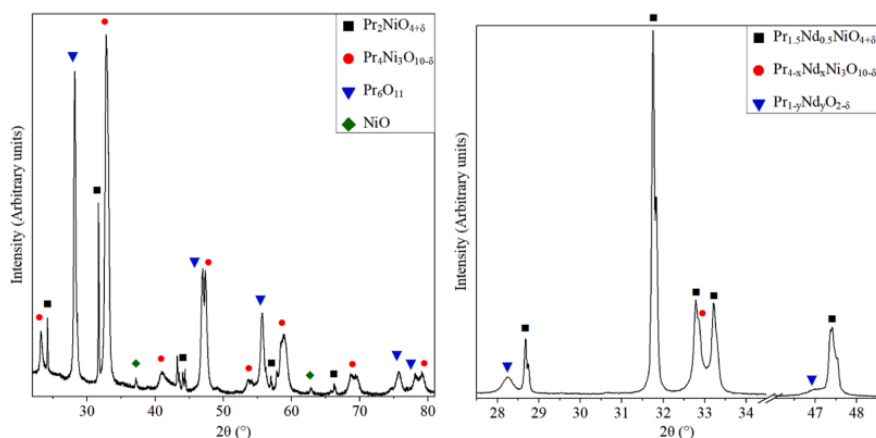 Pr₂NiO₄₊δ
Pr₄Ni₃O₁₀₋δ
Pr₆O₁₁
NiO
Intensity (Arbitrary units)
30 40 50 60 70 80
2θ (°)
Pr₁.₅Nd₀.₅NiO₄₊δ
Pr₄₋ₓNdₓNi₃O₁₀₋δ
Pr₁₋yNdyO₂₋δ
Intensity (Arbitrary units)
28 29 30 31 32 33 34 47 48
2θ (°)